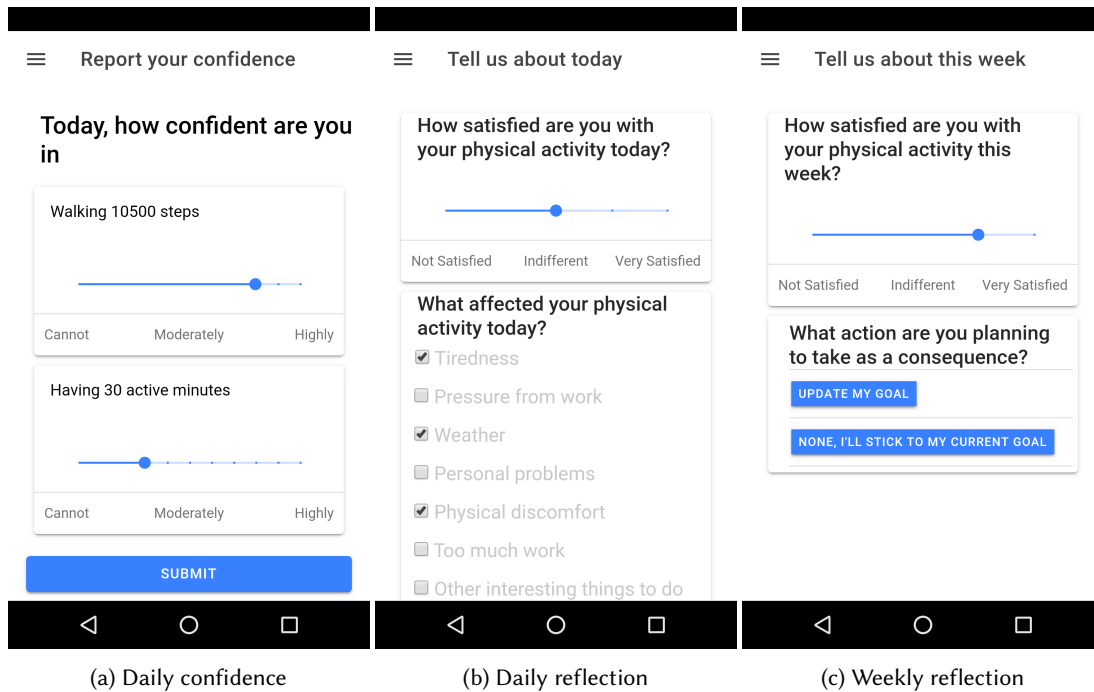 Report your confidence
Today, how confident are you
in
Walking 10500 steps
Cannot Moderately Highly
Having 30 active minutes
Cannot Moderately Highly
SUBMIT
(a) Daily confidence
Tell us about today
How satisfied are you with
your physical activity today?
Not Satisfied Indifferent Very Satisfied
What affected your physical
activity today?
Tiredness
Pressure from work
Weather
Personal problems
Physical discomfort
Too much work
Other interesting things to do
(b) Daily reflection
Tell us about this week
How satisfied are you with
your physical activity this
week?
Not Satisfied Indifferent Very Satisfied
What action are you planning
to take as a consequence?
UPDATE MY GOAL
NONE, I'LL STICK TO MY CURRENT GOAL
(c) Weekly reflection